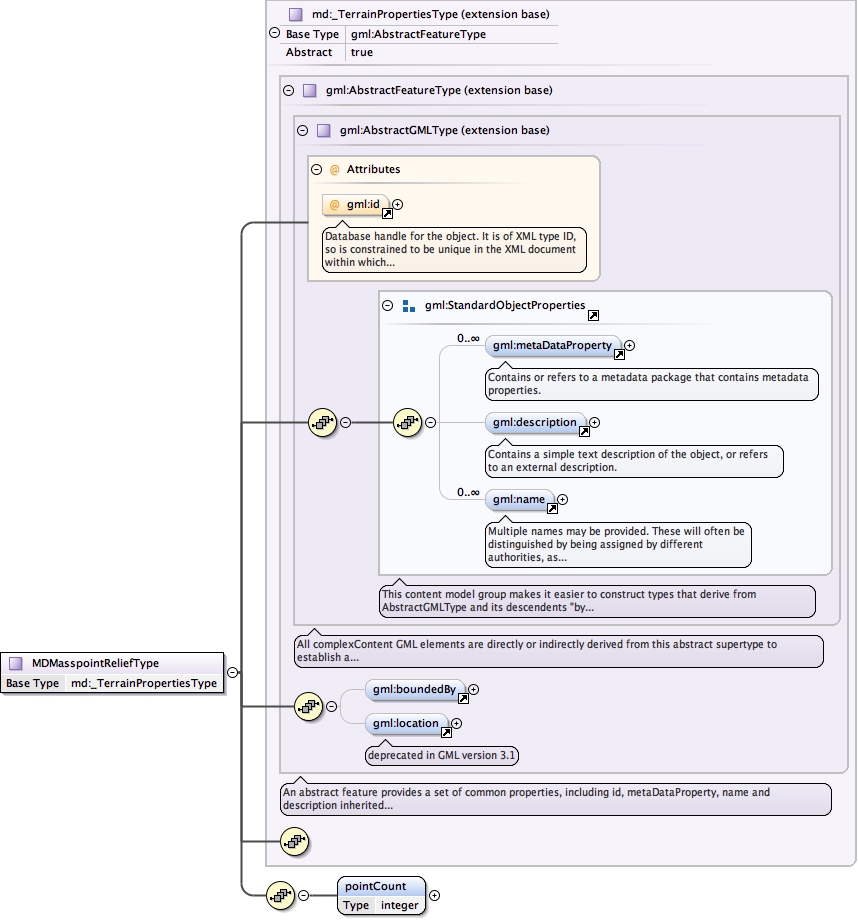 md:_TerrainPropertiesType (extension base)
Base Type gml:AbstractFeatureType
Abstract true
gml:AbstractFeatureType (extension base)
gml:AbstractGMLType (extension base)
@ Attributes
@ gml:id
Database handle for the object. It is of XML type ID,
so is constrained to be unique in the XML document
within which...
gml:StandardObjectProperties
0..∞
gml:metaDataProperty
Contains or refers to a metadata package that contains metadata
properties.
gml:description
Contains a simple text description of the object, or refers
to an external description.
0..∞
gml:name
Multiple names may be provided. These will often be
distinguished by being assigned by different
authorities, as...
This content model group makes it easier to construct types that derive from
AbstractGMLType and its descendents "by...
All complexContent GML elements are directly or indirectly derived from this abstract supertype to
establish a...
MDMasspointReliefType
Base Type md:_TerrainPropertiesType
gml:boundedBy
gml:location
deprecated in GML version 3.1
An abstract feature provides a set of common properties, including id, metaDataProperty, name and
description inherited...
pointCount
Type integer